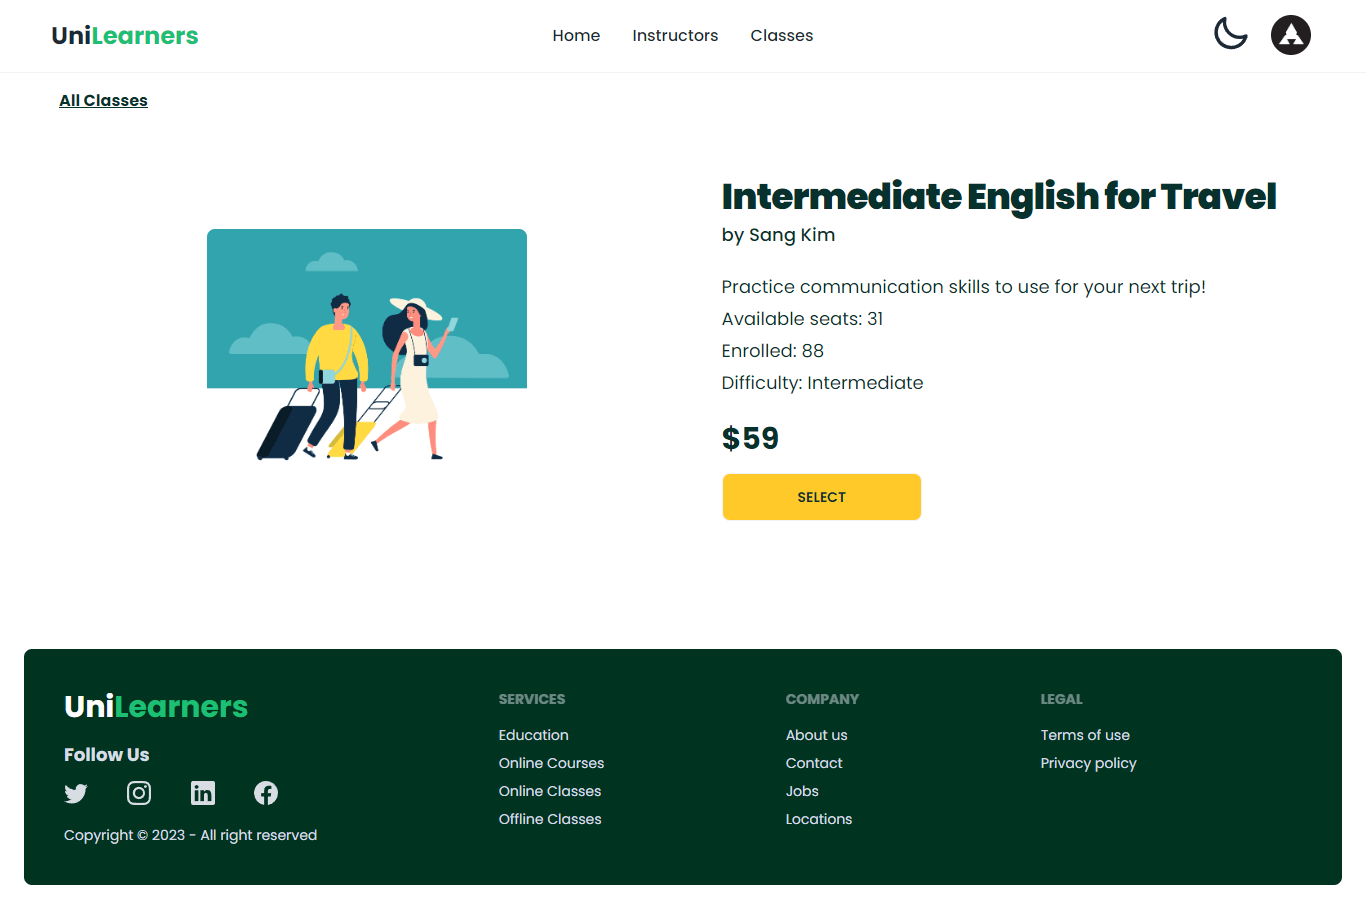 UniLearners
Home Instructors Classes
All Classes
Intermediate English for Travel
by Sang Kim
Practice communication skills to use for your next trip!
Available seats: 31
Enrolled: 88
Difficulty: Intermediate
$59
SELECT
UniLearners
Follow Us
Copyright © 2023 - All right reserved
SERVICES
Education
Online Courses
Online Classes
Offline Classes
COMPANY
About us
Contact
Jobs
Locations
LEGAL
Terms of use
Privacy policy